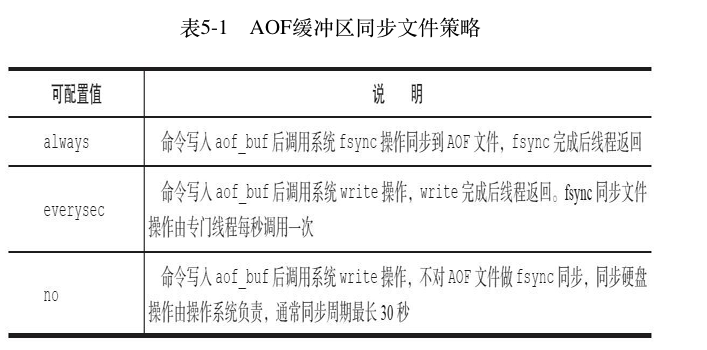 表5-1 AOF缓冲区同步文件策略
可配置值 说 明
always 命令写入 aof_buf 后调用系统 fsync 操作同步到 AOF 文件，fsync 完成后线程返回
命令写入 aof_buf 后调用系统 write 操作，write 完成后线程返回。fsync 同步文件
everysec
操作由专门线程每秒调用一次
命令写入 aof_buf 后调用系统 write 操作，不对 AOF 文件做 fsync 同步，同步硬盘
no
操作由操作系统负责，通常同步周期最长 30 秒